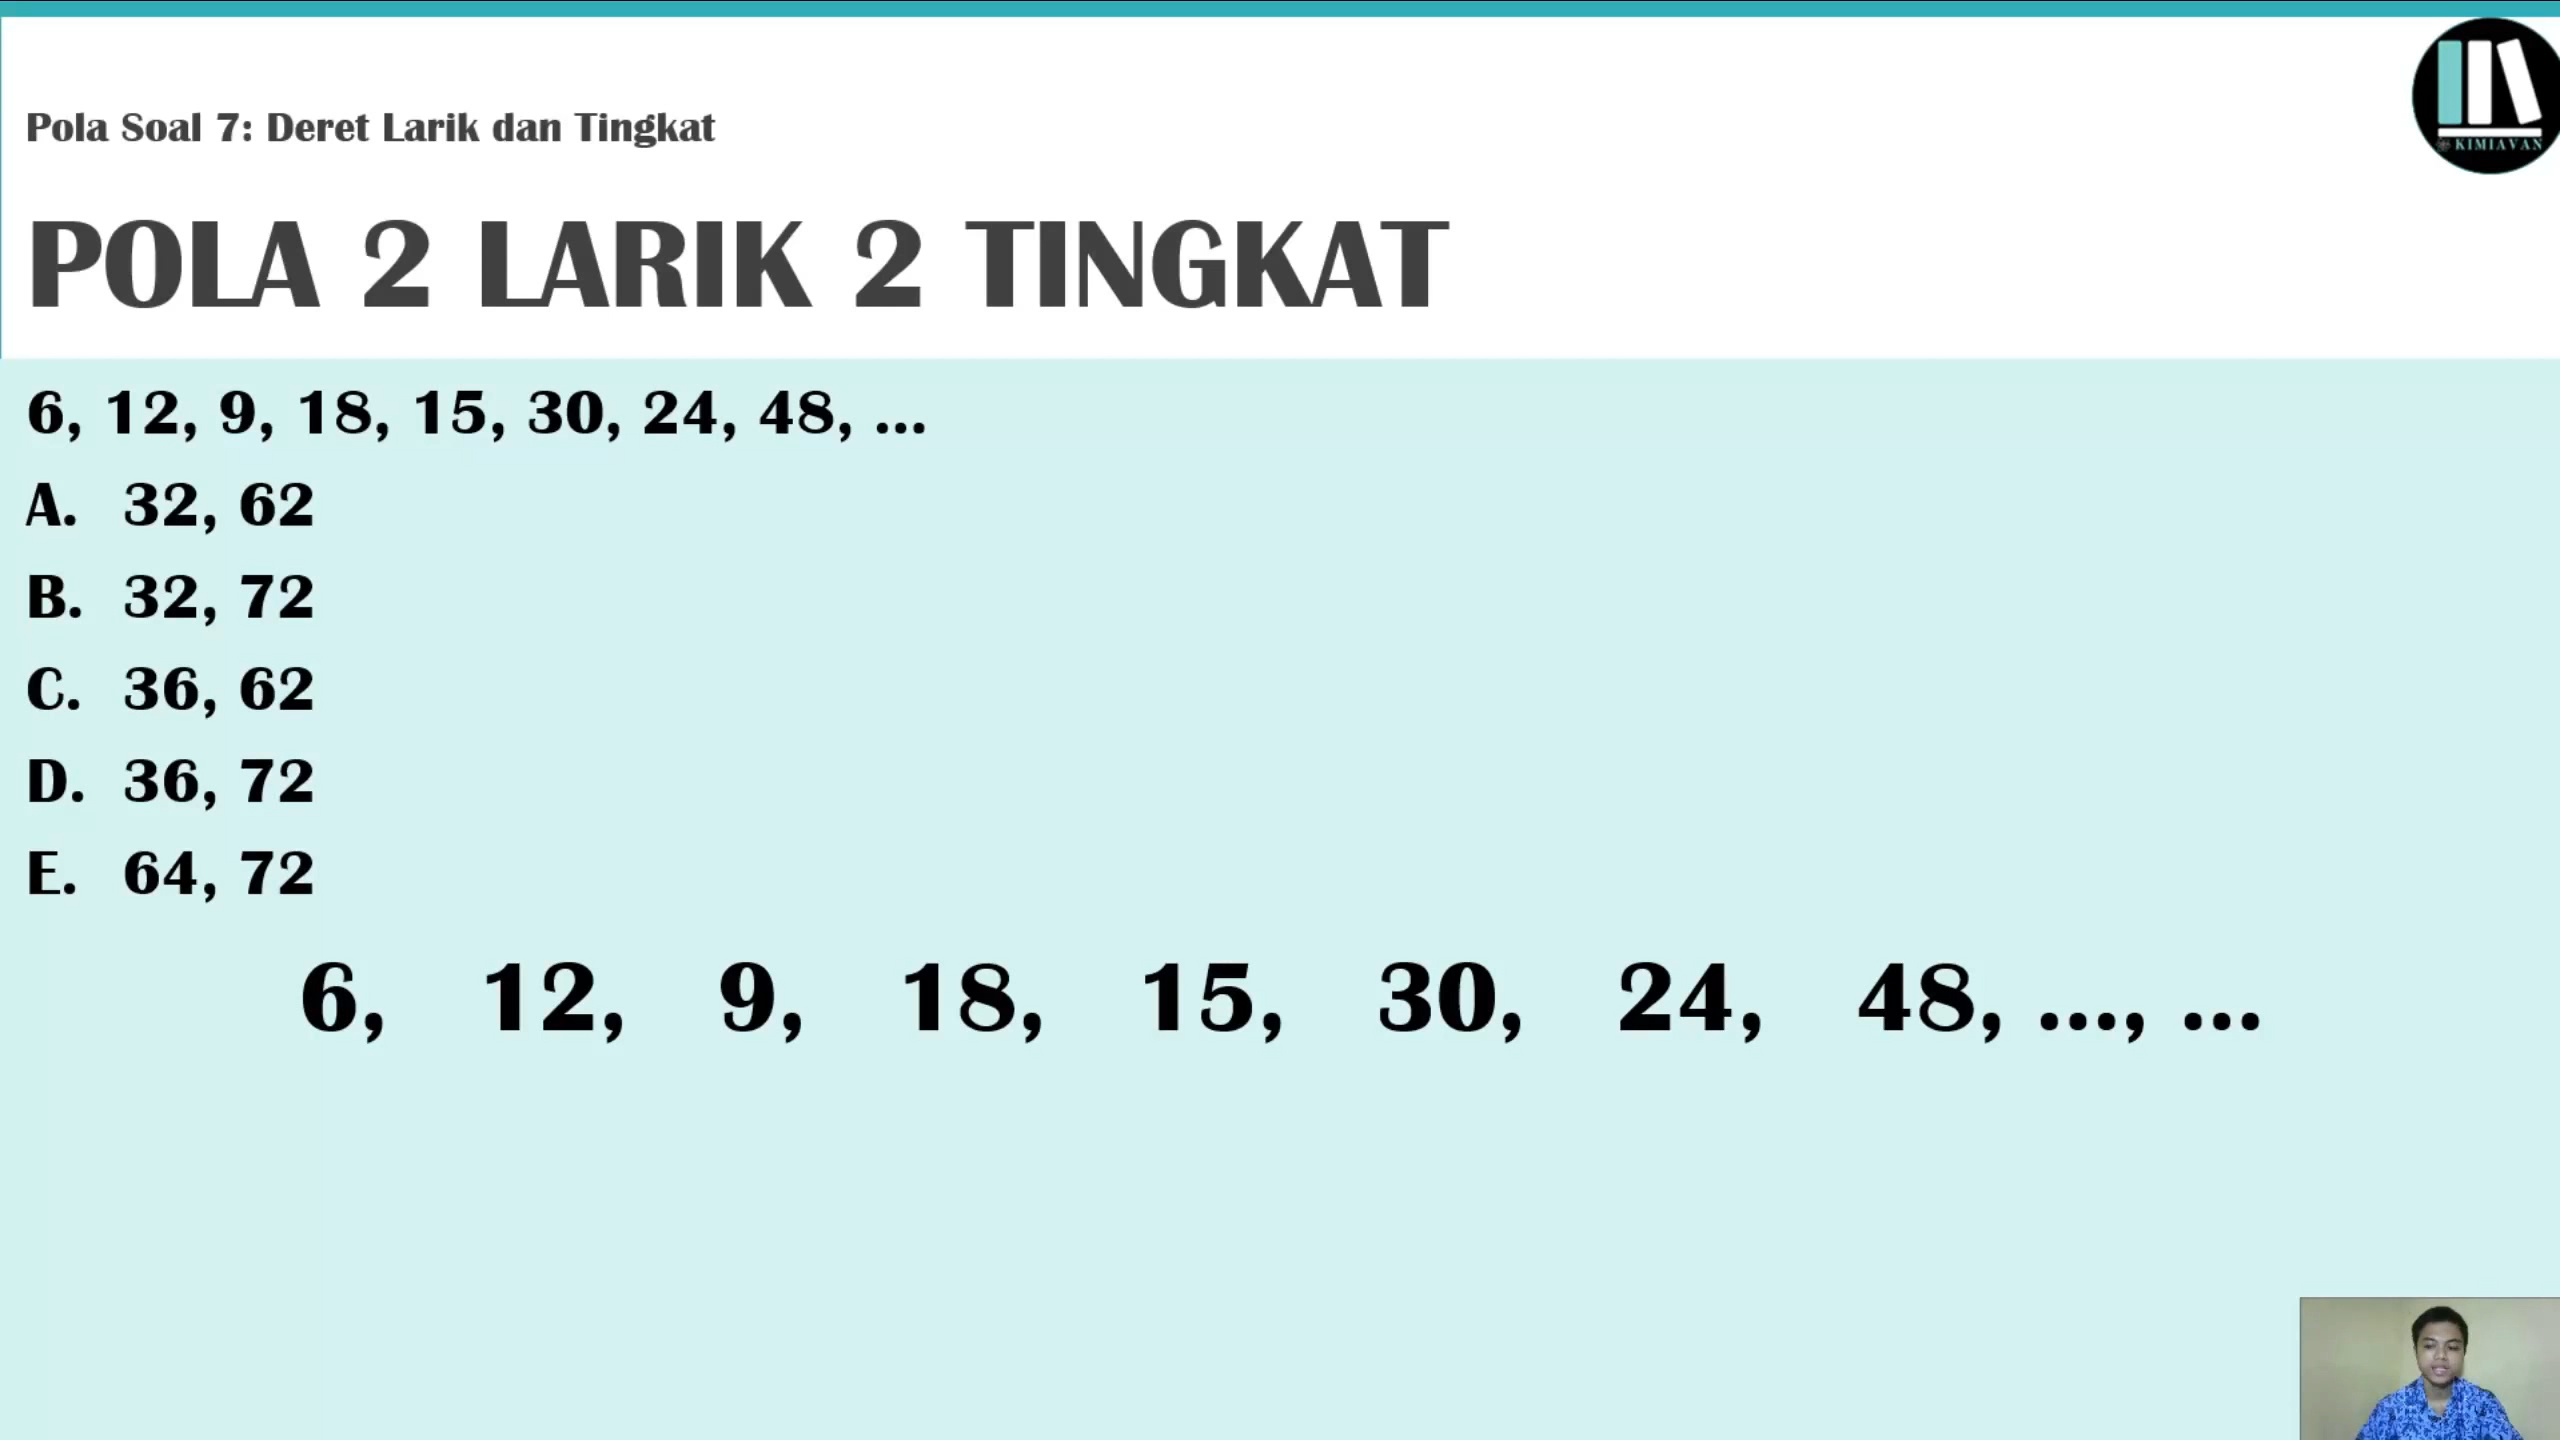 Pola Soal 7: Deret Larik dan Tingkat
KIMIAVAN
POLA 2 LARIK 2 TINGKAT
6, 12, 9, 18, 15, 30, 24, 48, ...
A. 32, 62
B. 32, 72
C. 36, 62
D. 36, 72
E. 64, 72
6, 12, 9, 18, 15, 30, 24, 48, ..., ...